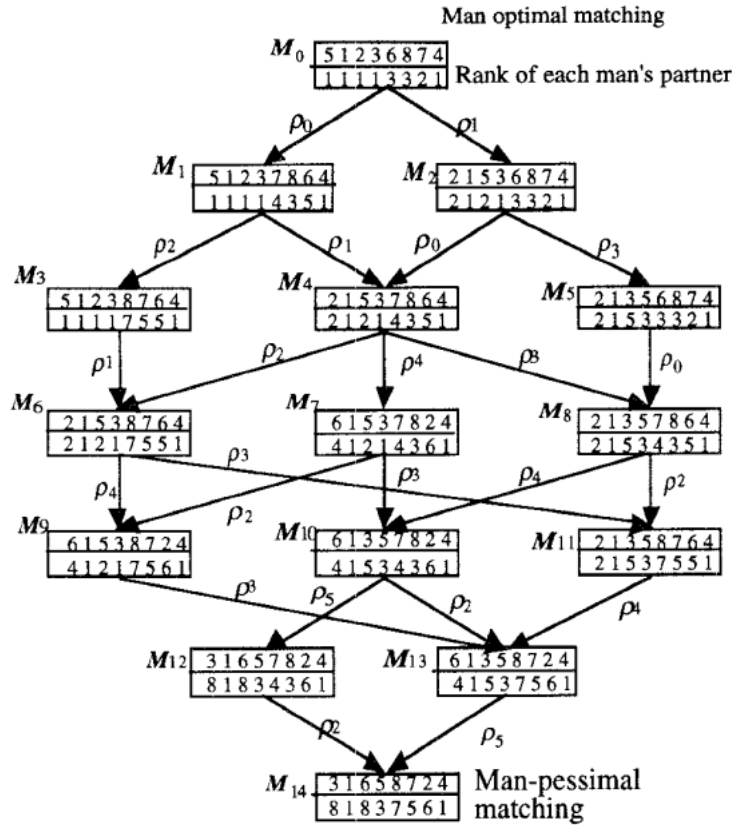 Man optimal matching
M0 5 1 2 3 6 8 7 4
1 1 1 1 3 3 2 1 Rank of each man's partner
ρ0 ρ1
M1 5 1 2 3 7 8 6 4 M2 2 1 5 3 6 8 7 4
1 1 1 1 4 3 5 1 2 1 2 1 3 3 2 1
ρ2 ρ1 ρ0 ρ3
M3 5 1 2 3 8 7 6 4 M4 2 1 5 3 7 8 6 4 M5 2 1 3 5 6 8 7 4
1 1 1 1 7 5 5 1 2 1 2 1 4 3 5 1 2 1 5 3 3 3 2 1
ρ1 ρ2 ρ4 ρ3 ρ0
M6 2 1 5 3 8 7 6 4 M7 6 1 5 3 7 8 2 4 M8 2 1 3 5 7 8 6 4
2 1 2 1 7 5 5 1 4 1 2 1 4 3 6 1 2 1 5 3 4 3 5 1
ρ4 ρ3 ρ2 ρ3 ρ4 ρ2
M9 6 1 5 3 8 7 2 4 M10 6 1 3 5 7 8 2 4 M11 2 1 3 5 8 7 6 4
4 1 2 1 7 5 6 1 4 1 5 3 4 3 6 1 2 1 5 3 7 5 5 1
ρ3 ρ5 ρ2 ρ4
M12 3 1 6 5 7 8 2 4 M13 6 1 3 5 8 7 2 4
8 1 8 3 4 3 6 1 4 1 5 3 7 5 6 1
ρ2 ρ5
M14 3 1 6 5 8 7 2 4 Man-pessimal
8 1 8 3 7 5 6 1 matching